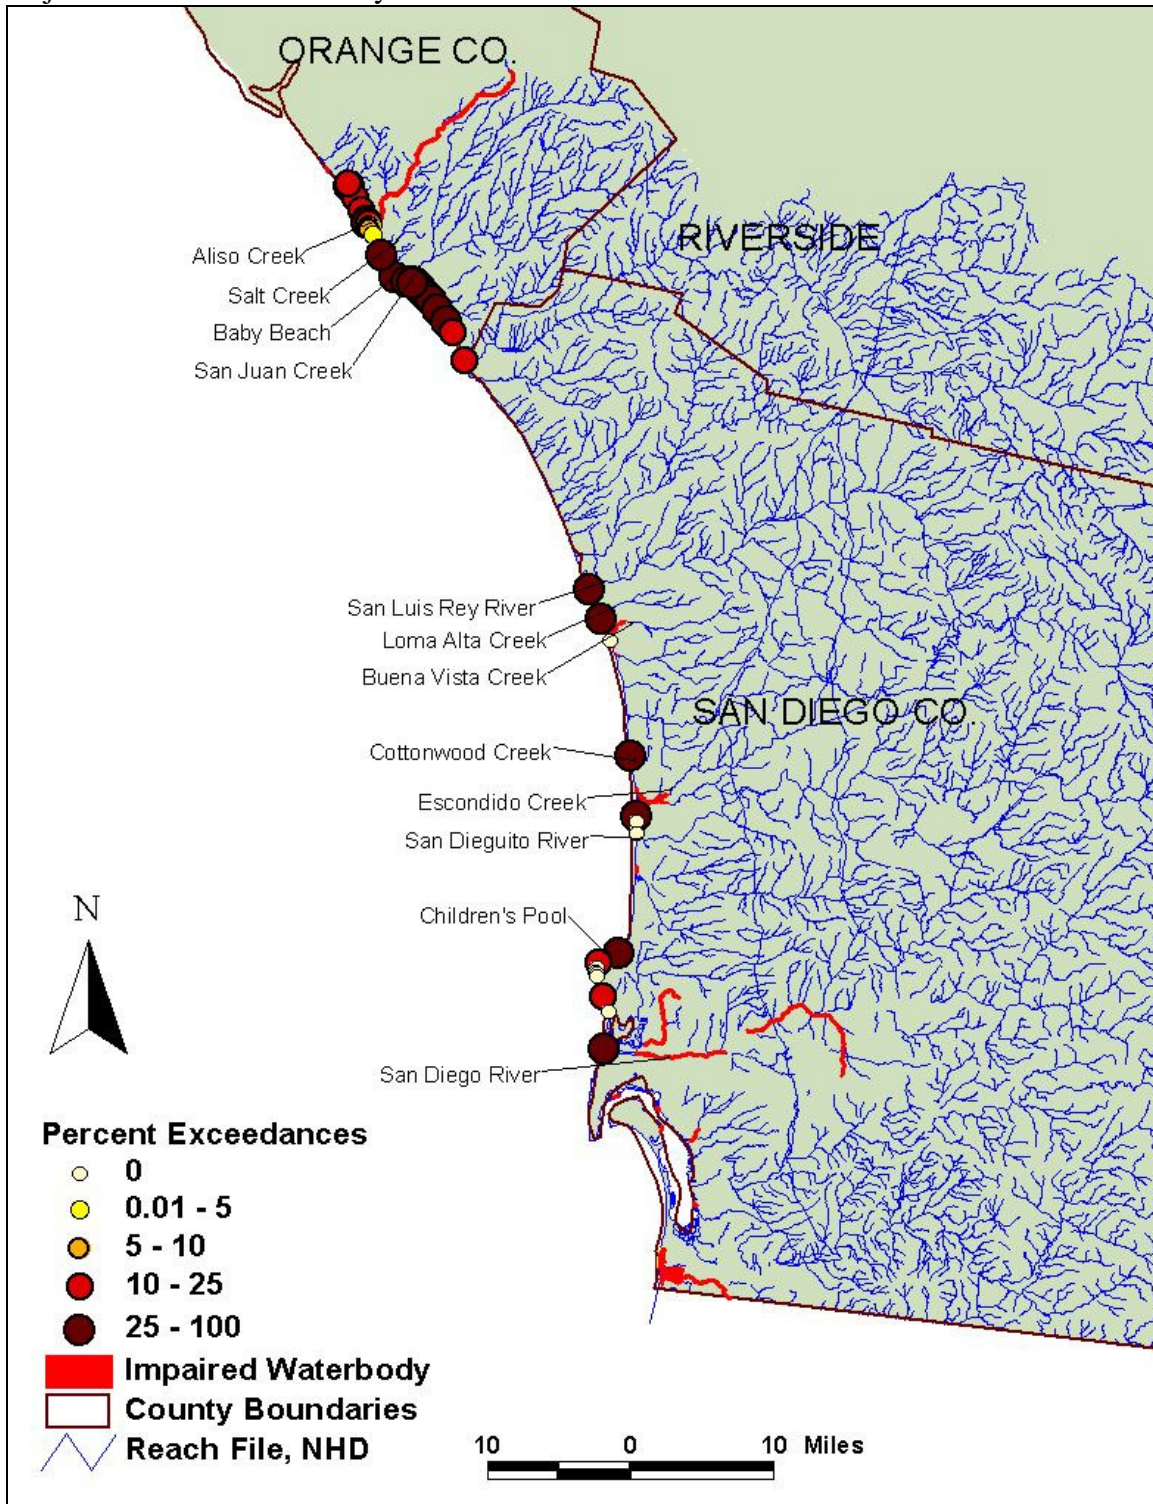 ORANGE CO.
RIVERSIDE
Aliso Creek
Salt Creek
Baby Beach
San Juan Creek
San Luis Rey River
Loma Alta Creek
Buena Vista Creek
SAN DIEGO CO.
Cottonwood Creek
Escondido Creek
San Dieguito River
Children's Pool
N
San Diego River
Percent Exceedances
0
0.01 - 5
5 - 10
10 - 25
25 - 100
Impaired Waterbody
County Boundaries
Reach File, NHD
10 0 10 Miles